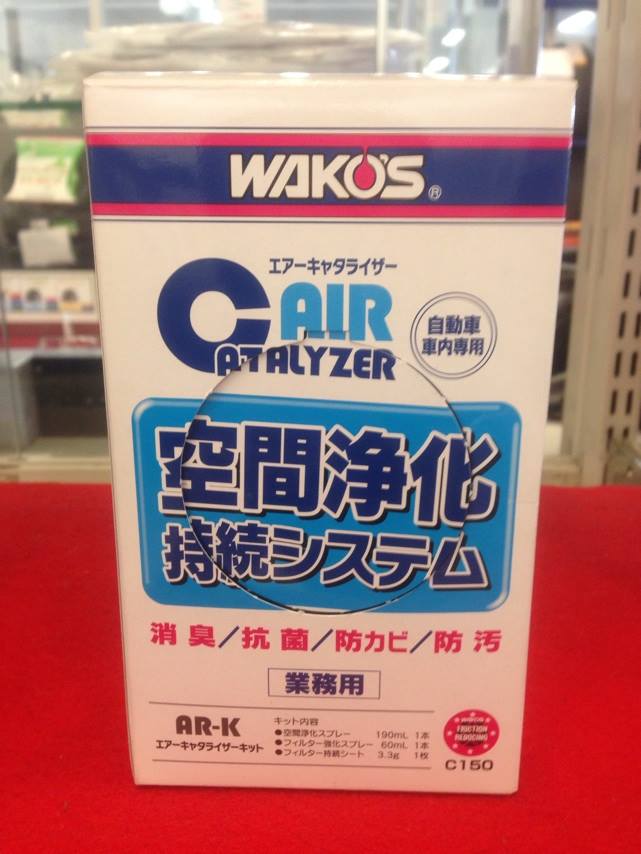 WAKO'S®
エアーキャタライザー
AIR
CATALYZER
自動車
車内専用
空間浄化
持続システム
消臭/抗菌/防カビ/防汚
業務用
AR-K
エアーキャタライザーキット
キット内容
●空間浄化スプレー 190mL 1本
●フィルター強化スプレー 60mL 1本
●フィルター持続シート 3.3g 1枚
WAKO'S
FRICTION
REDUCING
C150